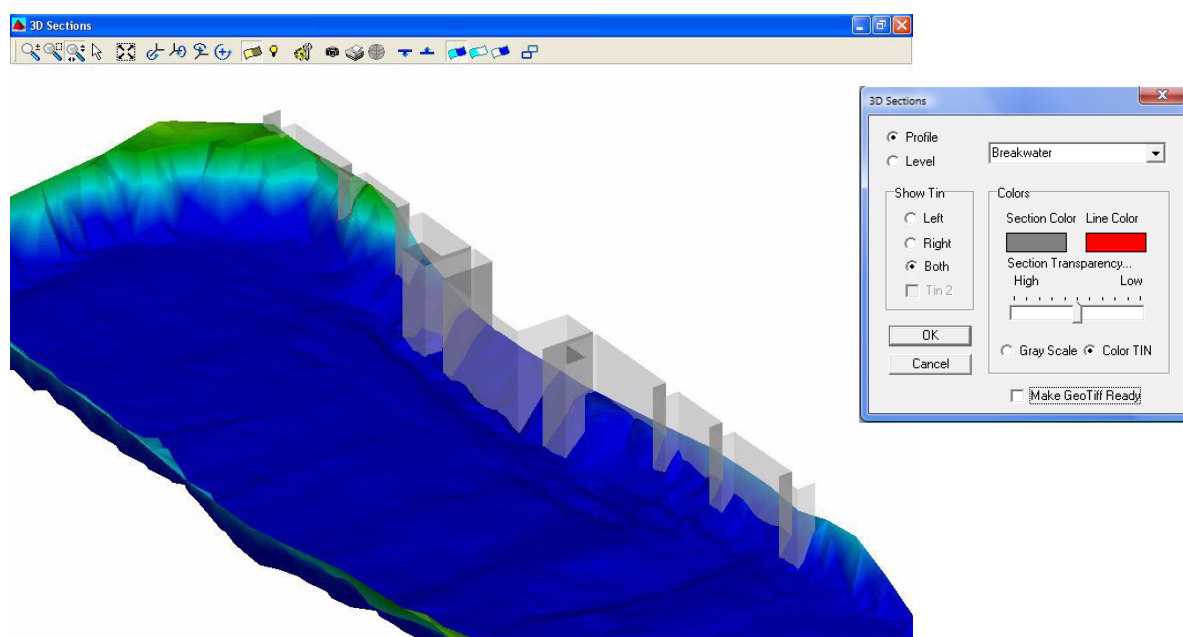 3D Sections
3D Sections
Profile
Level
Breakwater
Show Tin
Left
Right
Both
Tin 2
OK
Cancel
Colors
Section Color Line Color
Section Transparency...
High Low
Gray Scale Color TIN
Make GeoTiff Ready